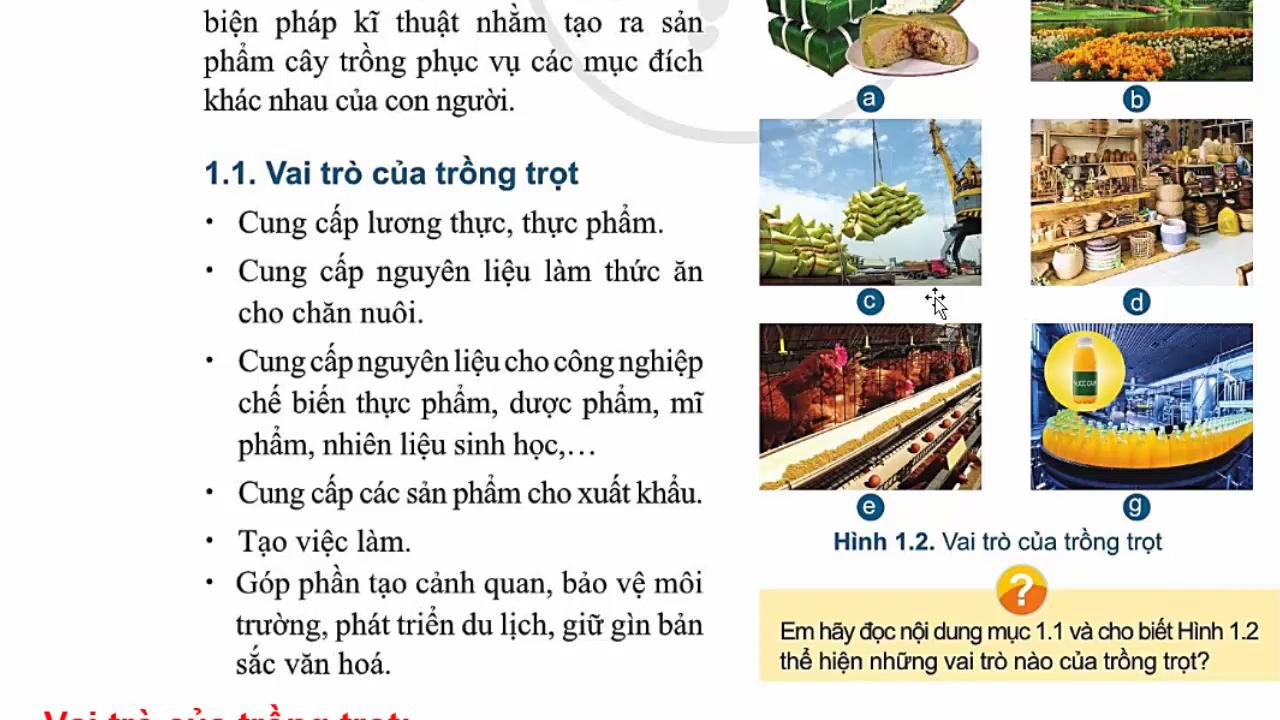 biện pháp kĩ thuật nhằm tạo ra sản
phẩm cây trồng phục vụ các mục đích
khác nhau của con người.
1.1. Vai trò của trồng trọt
• Cung cấp lương thực, thực phẩm.
• Cung cấp nguyên liệu làm thức ăn
cho chăn nuôi.
• Cung cấp nguyên liệu cho công nghiệp
chế biến thực phẩm, dược phẩm, mĩ
phẩm, nhiên liệu sinh học,...
• Cung cấp các sản phẩm cho xuất khẩu.
• Tạo việc làm.
• Góp phần tạo cảnh quan, bảo vệ môi
trường, phát triển du lịch, giữ gìn bản
sắc văn hoá.
a
b
c
d
e
g
Hình 1.2. Vai trò của trồng trọt
?
Em hãy đọc nội dung mục 1.1 và cho biết Hình 1.2
thể hiện những vai trò nào của trồng trọt?
Vai trò của trồng trọt: